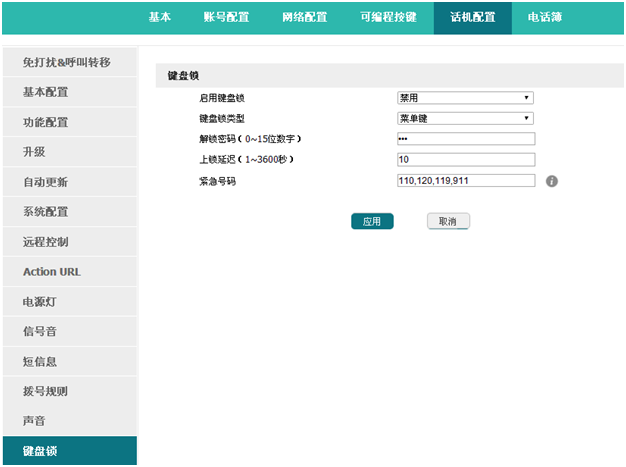 基本 账号配置 网络配置 可编程按键 话机配置 电话簿
免打扰&呼叫转移
基本配置
功能配置
升级
自动更新
系统配置
远程控制
Action URL
电源灯
信号音
短信息
拨号规则
声音
键盘锁
键盘锁
启用键盘锁 禁用
键盘锁类型 菜单键
解锁密码（0~15位数字） •••
上锁延迟（1~3600秒） 10
紧急号码 110,120,119,911
应用 取消